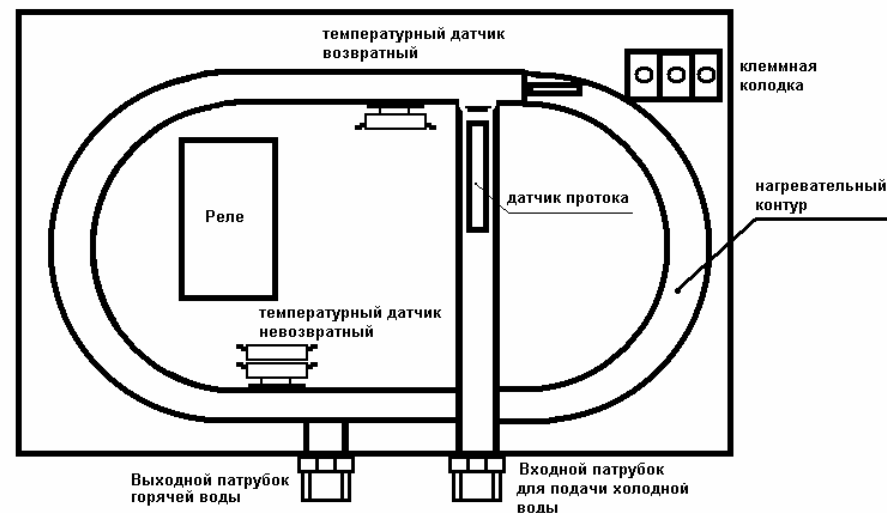 температурный датчик
возвратный
клеммная
колодка
датчик протока
нагревательный
контур
Реле
температурный датчик
невозвратный
Выходной патрубок
горячей воды
Входной патрубок
для подачи холодной
воды